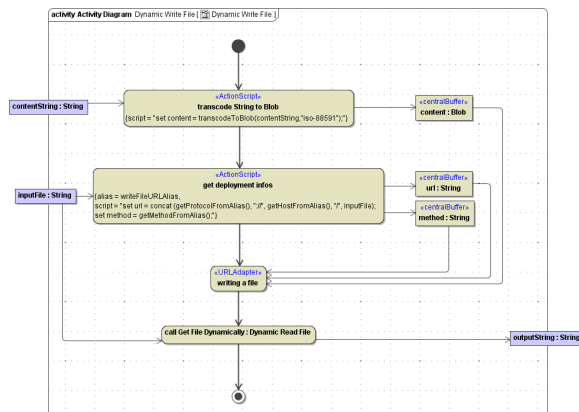 activity Activity Diagram Dynamic Write File [ Dynamic Write File ]
contentString : String
«ActionScript»
transcode String to Blob
{script = "set content = transcodeToBlob(contentString,"iso-88591");"}
«centralBuffer»
content : Blob
inputFile : String
«ActionScript»
get deployment infos
{alias = writeFileURLAlias,
script = "set url = concat (getProtocolFromAlias(), "://", getHostFromAlias(), "/", inputFile);
set method = getMethodFromAlias();"}
«centralBuffer»
url : String
«centralBuffer»
method : String
«URLAdapter»
writing a file
call Get File Dynamically : Dynamic Read File
outputString : String